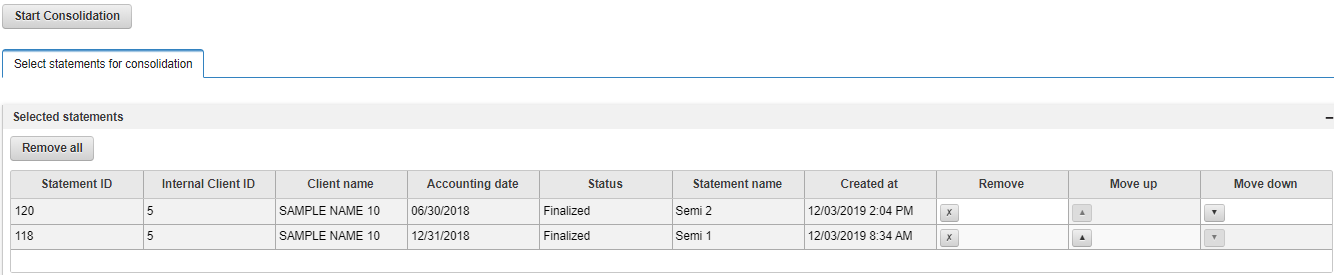 Start Consolidation
Select statements for consolidation
Selected statements
Remove all
Statement ID Internal Client ID Client name Accounting date Status Statement name Created at Remove Move up Move down
120 5 SAMPLE NAME 10 06/30/2018 Finalized Semi 2 12/03/2019 2:04 PM x ▲ ▼
118 5 SAMPLE NAME 10 12/31/2018 Finalized Semi 1 12/03/2019 8:34 AM x ▲ ▼